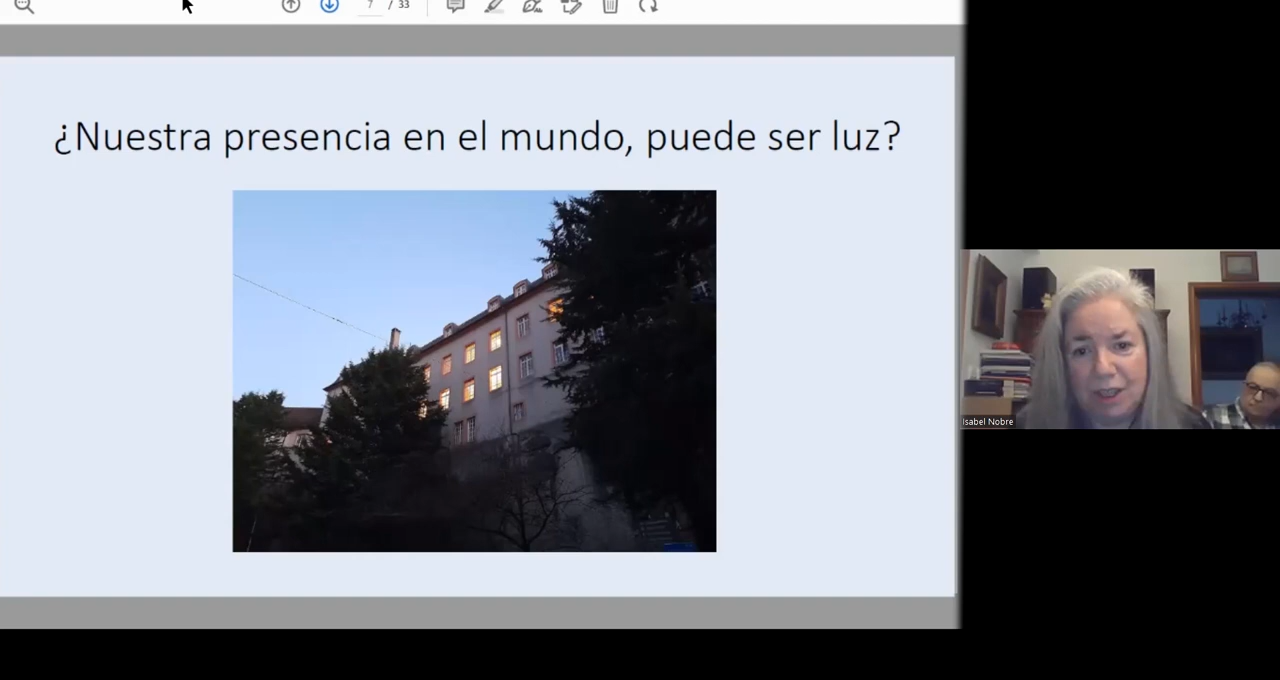 7 / 33
¿Nuestra presencia en el mundo, puede ser luz?
Isabel Nobre